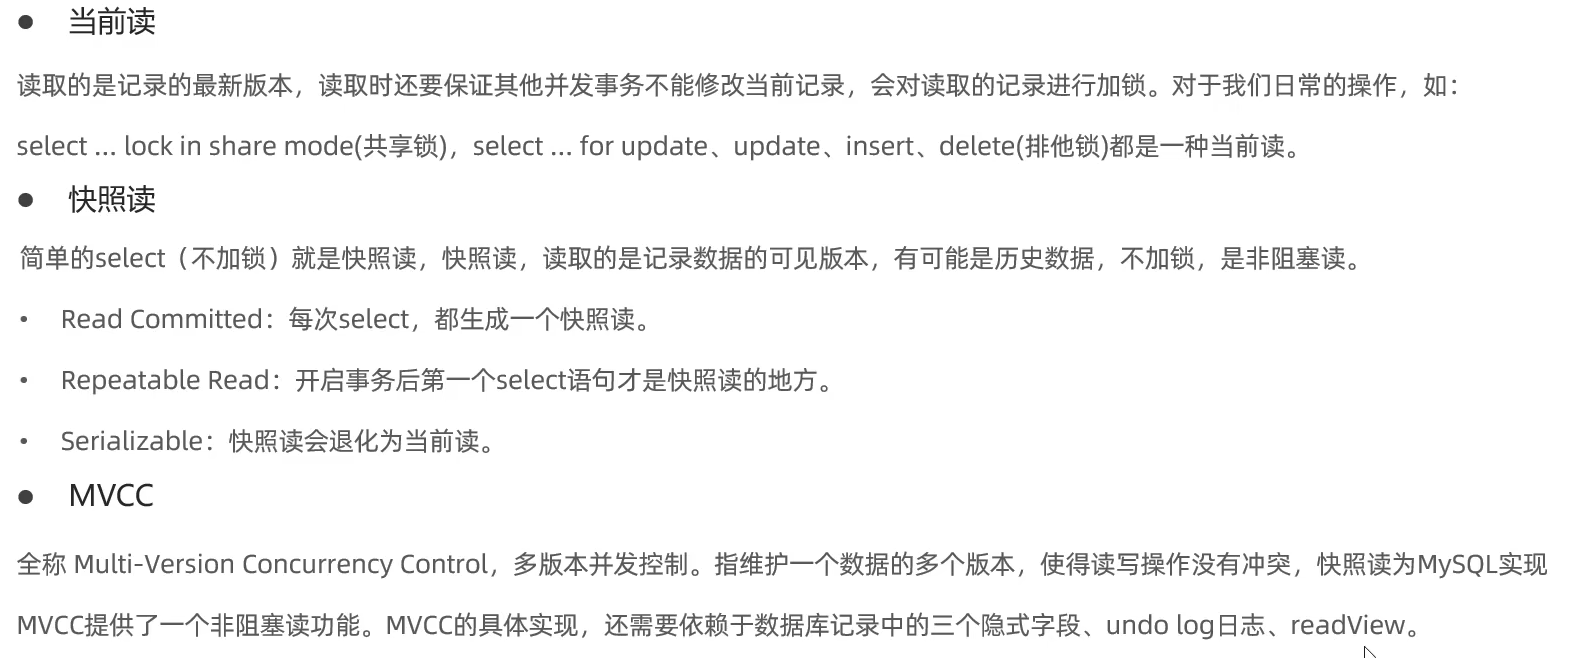 ● 当前读
读取的是记录的最新版本，读取时还要保证其他并发事务不能修改当前记录，会对读取的记录进行加锁。对于我们日常的操作，如：
select ... lock in share mode(共享锁)，select ... for update、update、insert、delete(排他锁)都是一种当前读。
● 快照读
简单的select（不加锁）就是快照读，快照读，读取的是记录数据的可见版本，有可能是历史数据，不加锁，是非阻塞读。
• Read Committed：每次select，都生成一个快照读。
• Repeatable Read：开启事务后第一个select语句才是快照读的地方。
• Serializable：快照读会退化为当前读。
● MVCC
全称 Multi-Version Concurrency Control，多版本并发控制。指维护一个数据的多个版本，使得读写操作没有冲突，快照读为MySQL实现
MVCC提供了一个非阻塞读功能。MVCC的具体实现，还需要依赖于数据库记录中的三个隐式字段、undo log日志、readView。